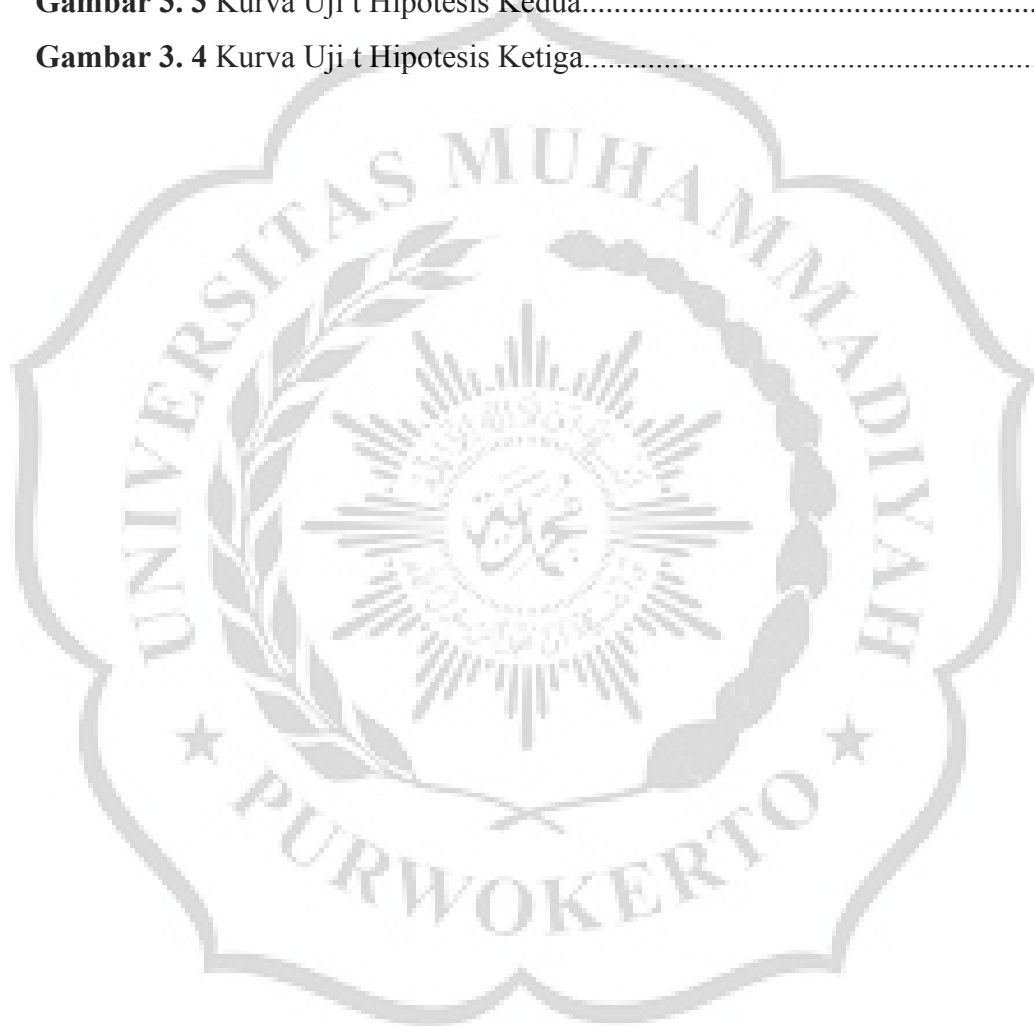 Gambar 3. 3 Kurva Uji t Hipotesis Kedua
Gambar 3. 4 Kurva Uji t Hipotesis Ketiga
UNIVERSITAS MUHAMMADIYAH
PURWOKERTO